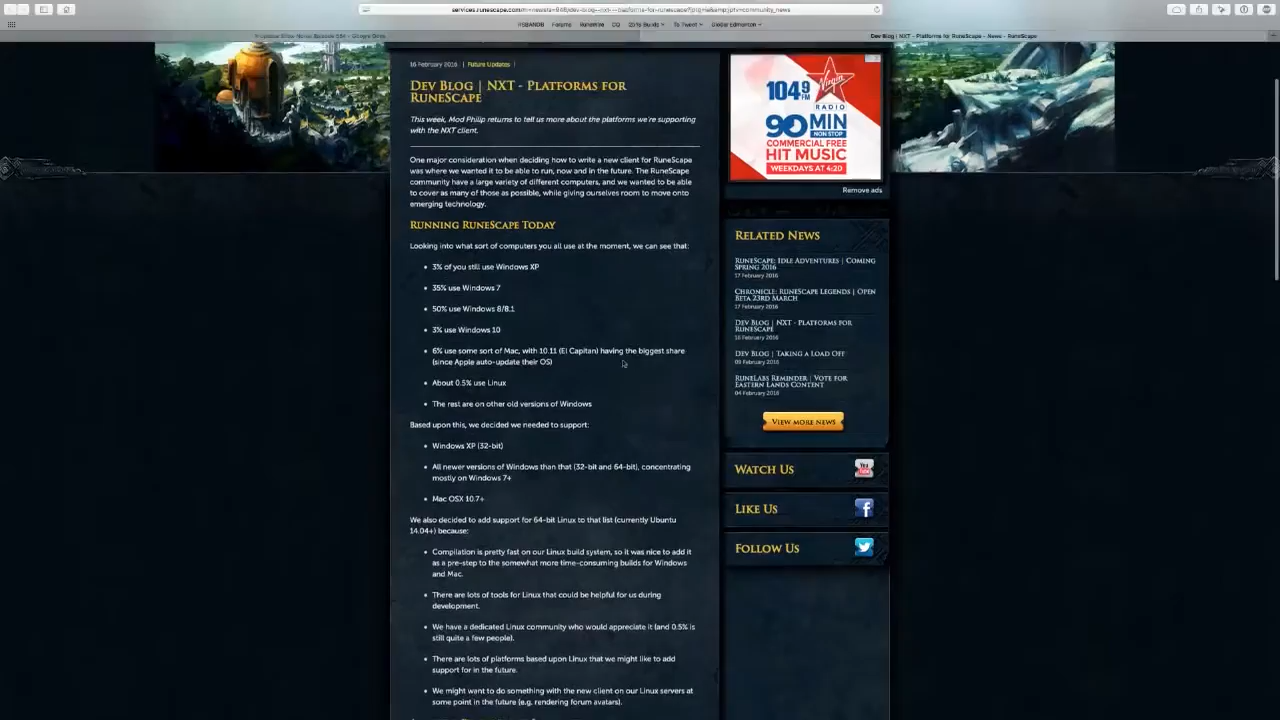 RSBANDB Forums RuneWire CQ OSRS Builds To Tweet Global Edmonton
Dev Blog | NXT - Platforms for RuneScape - News - RuneScape
16 February 2016 | Future Updates |
Dev Blog | NXT - Platforms for
RuneScape
This week, Mod Philip returns to tell us more about the platforms we're supporting
with the NXT client.
One major consideration when deciding how to write a new client for RuneScape
was where we wanted it to be able to run, now and in the future. The RuneScape
community have a large variety of different computers, and we wanted to be able
to cover as many of those as possible, while giving ourselves room to move onto
emerging technology.
Running RuneScape Today
Looking into what sort of computers you all use at the moment, we can see that:
3% of you still use Windows XP
35% use Windows 7
50% use Windows 8/8.1
3% use Windows 10
6% use some sort of Mac, with 10.11 (El Capitan) having the biggest share
(since Apple auto-update their OS)
About 0.5% use Linux
The rest are on other old versions of Windows
Based upon this, we decided we needed to support:
Windows XP (32-bit)
All newer versions of Windows than that (32-bit and 64-bit), concentrating
mostly on Windows 7+
Mac OSX 10.7+
We also decided to add support for 64-bit Linux to that list (currently Ubuntu
14.04+) because:
Compilation is pretty fast on our Linux build system, so it was nice to add it
as a pre-step to the somewhat more time-consuming builds for Windows
and Mac.
There are lots of tools for Linux that could be helpful for us during
development.
We have a dedicated Linux community who would appreciate it (and 0.5% is
still quite a few people).
There are lots of platforms based upon Linux that we might like to add
support for in the future.
We might want to do something with the new client on our Linux servers at
some point in the future (e.g. rendering forum avatars).
Virgin
104.9 FM
RADIO
90 MIN
NON STOP
COMMERCIAL FREE
HIT MUSIC
WEEKDAYS AT 4:20
Remove ads
Related News
RuneScape: Idle Adventures | Coming
Spring 2016
17 February 2016
Chronicle: RuneScape Legends | Open
Beta 23rd March
17 February 2016
Dev Blog | NXT - Platforms for
RuneScape
16 February 2016
Dev Blog | Taking a Load Off
09 February 2016
RuneLabs Reminder | Vote for
Eastern Lands Content
04 February 2016
View More News
Watch Us
You
Tube
Like Us
Follow Us